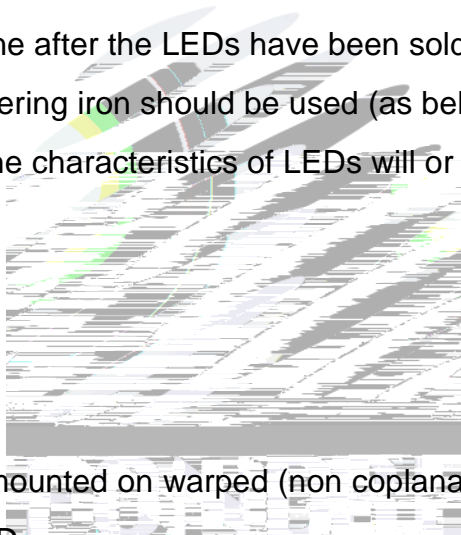 ne after the LEDs have been sold
ering iron should be used (as bel
ne characteristics of LEDs will or
mounted on warped (non coplana